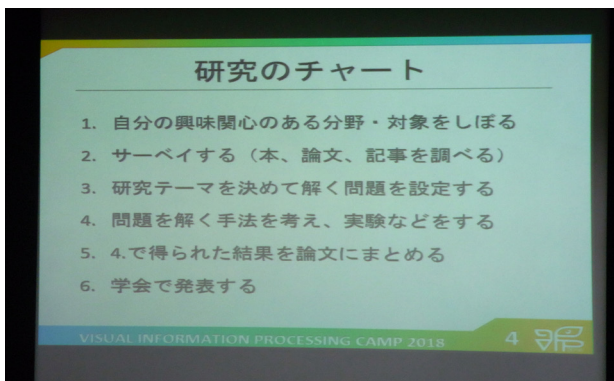 研究のチャート
1. 自分の興味関心のある分野・対象をしぼる
2. サーベイする（本、論文、記事を調べる）
3. 研究テーマを決めて解く問題を設定する
4. 問題を解く手法を考え、実験などをする
5. 4.で得られた結果を論文にまとめる
6. 学会で発表する
VISUAL INFORMATION PROCESSING CAMP 2018
4